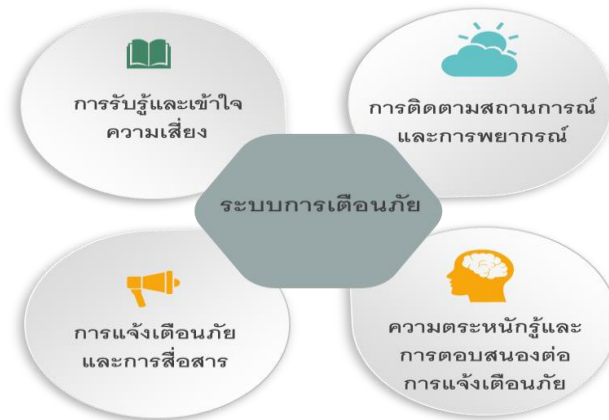 การรับรู้และเข้าใจ
ความเสี่ยง
การติดตามสถานการณ์
และการพยากรณ์
ระบบการเตือนภัย
การแจ้งเตือนภัย
และการสื่อสาร
ความตระหนักรู้และ
การตอบสนองต่อ
การแจ้งเตือนภัย